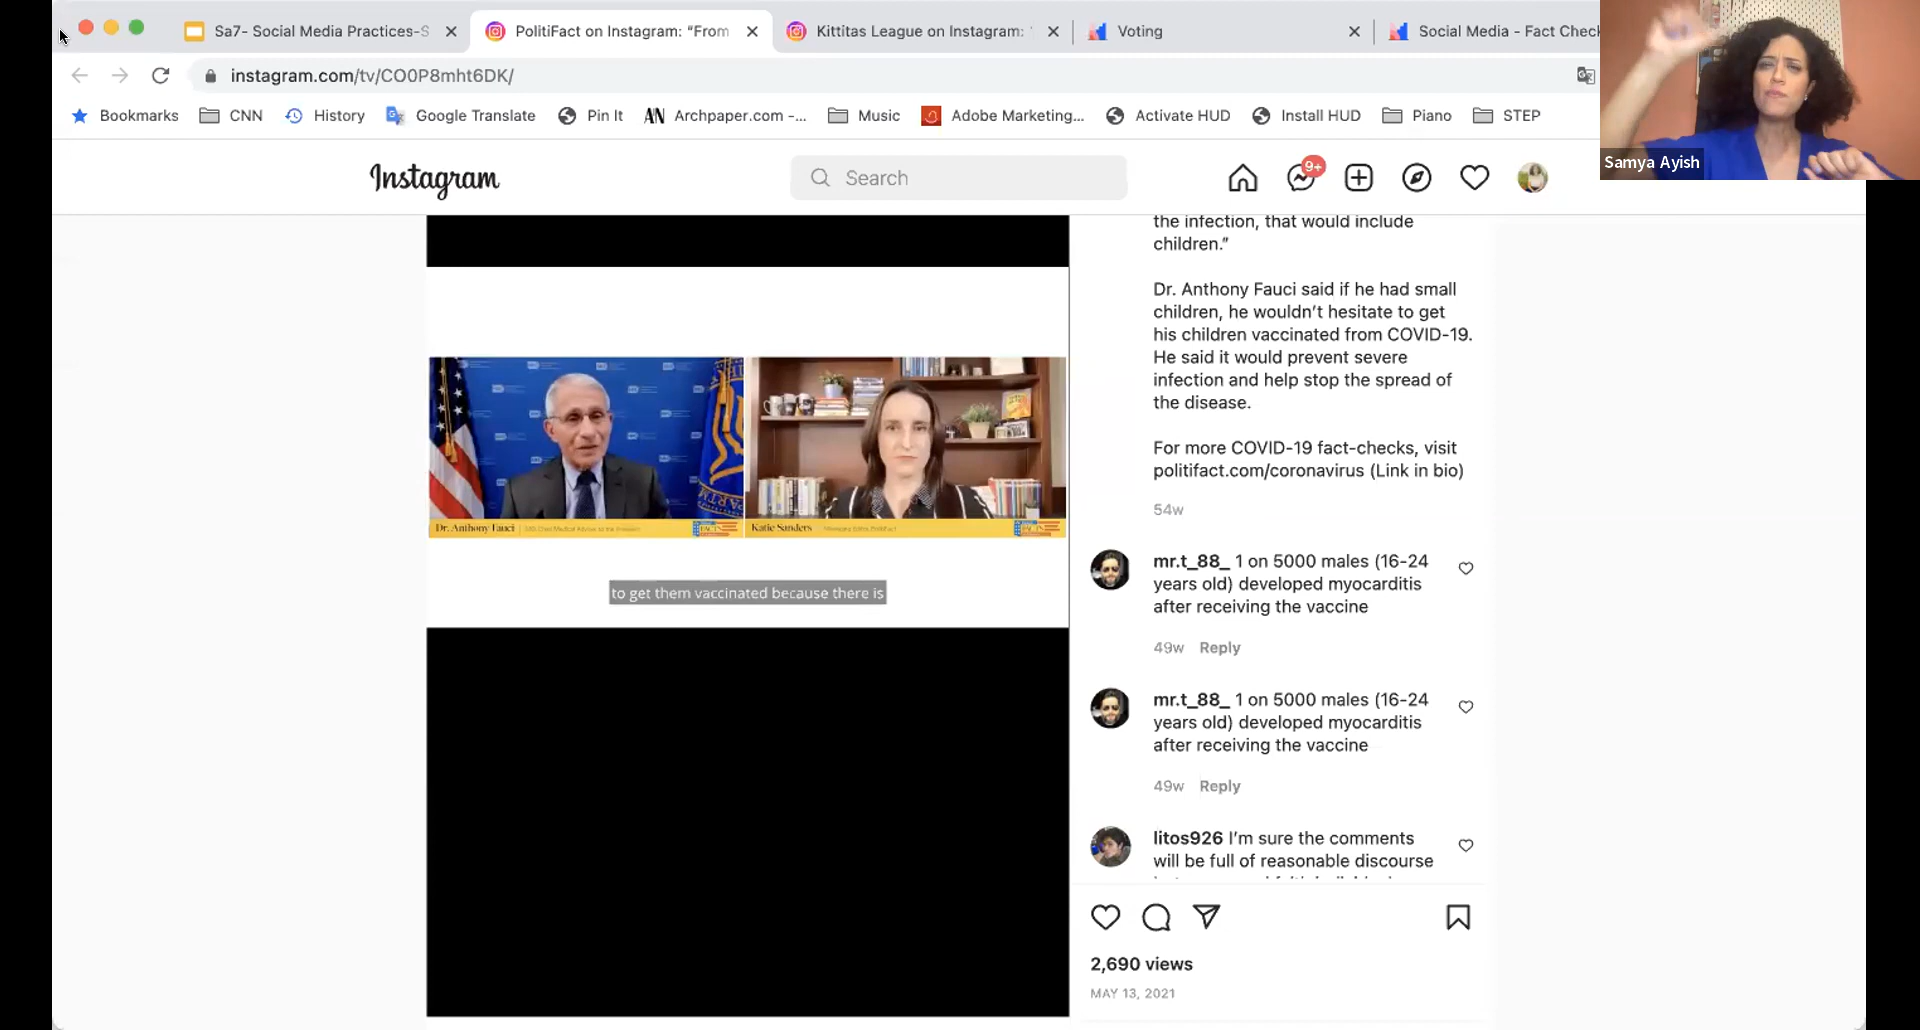 Sa7- Social Media Practices-S
PolitiFact on Instagram: “From
Kittitas League on Instagram:
Voting
Social Media - Fact Check
instagram.com/tv/CO0P8mht6DK/
Bookmarks CNN History Google Translate Pin It Archpaper.com -... Music Adobe Marketing... Activate HUD Install HUD Piano STEP
Samya Ayish
Instagram
Search
9+
the infection, that would include
children.”
Dr. Anthony Fauci said if he had small
children, he wouldn’t hesitate to get
his children vaccinated from COVID-19.
He said it would prevent severe
infection and help stop the spread of
the disease.
For more COVID-19 fact-checks, visit
politifact.com/coronavirus (Link in bio)
54w
Dr. Anthony Fauci
Katie Sanders
to get them vaccinated because there is
mr.t_88_ 1 on 5000 males (16-24
years old) developed myocarditis
after receiving the vaccine
49w Reply
mr.t_88_ 1 on 5000 males (16-24
years old) developed myocarditis
after receiving the vaccine
49w Reply
litos926 I’m sure the comments
will be full of reasonable discourse
2,690 views
MAY 13, 2021